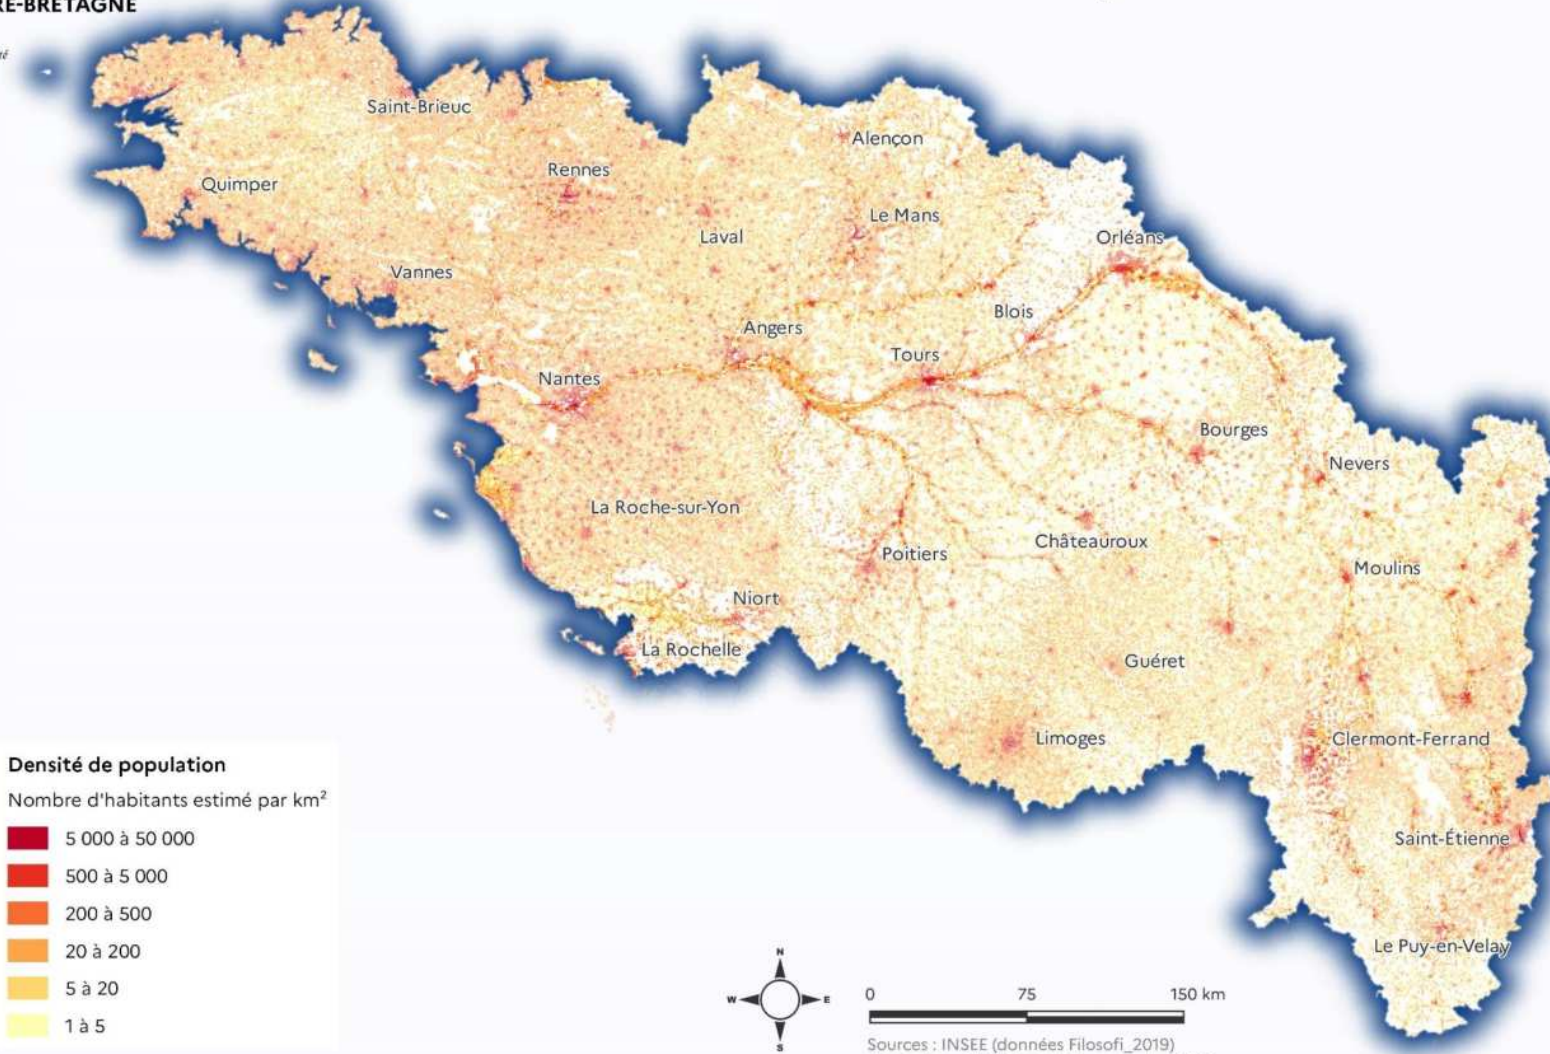 RE-BRETAGNE
té
Saint-Brieuc
Alençon
Rennes
Quimper
Le Mans
Laval
Orléans
Vannes
Blois
Angers
Tours
Nantes
Bourges
Nevers
La Roche-sur-Yon
Châteauroux
Poitiers
Moulins
Niort
La Rochelle
Guéret
Limoges
Clermont-Ferrand
Saint-Étienne
Le Puy-en-Velay
Densité de population
Nombre d'habitants estimé par km²
5 000 à 50 000
500 à 5 000
200 à 500
20 à 200
5 à 20
1 à 5
N
W E
S
0 75 150 km
Sources : INSEE (données Filosofi_2019)